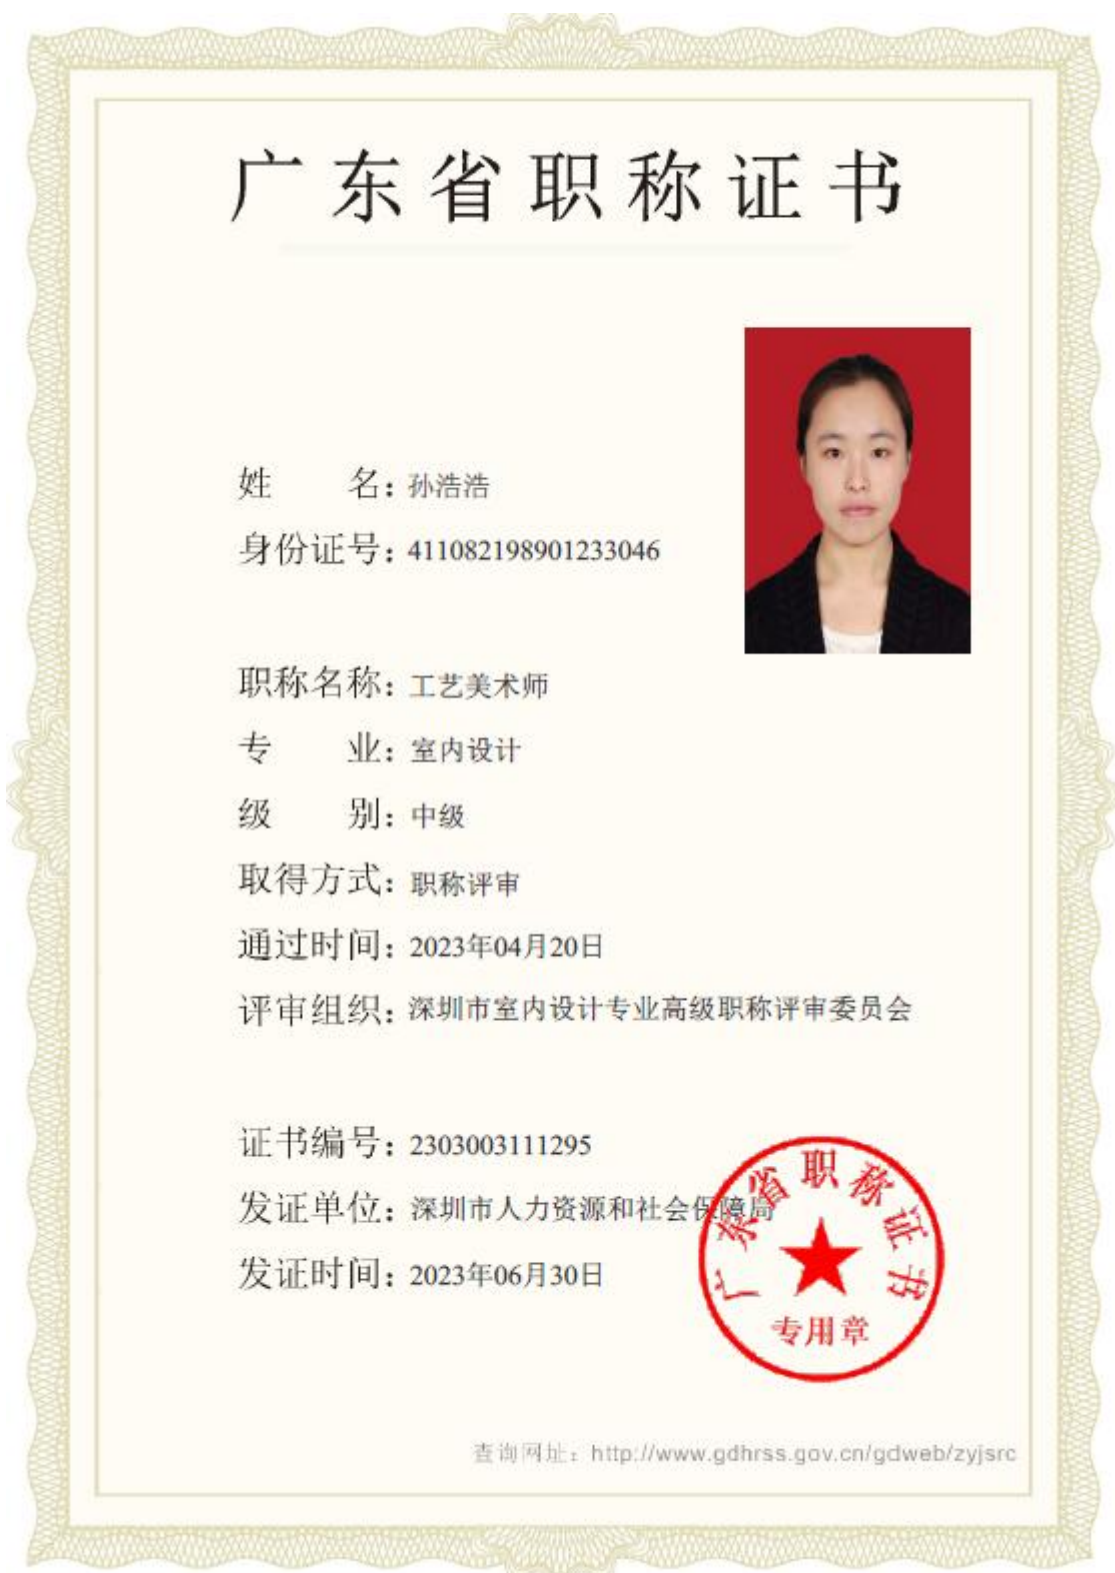 广东省职称证书
姓名：孙浩浩
身份证号：411082198901233046
职称名称：工艺美术师
专业：室内设计
级别：中级
取得方式：职称评审
通过时间：2023年04月20日
评审组织：深圳市室内设计专业高级职称评审委员会
证书编号：2303003111295
发证单位：深圳市人力资源和社会保障局
发证时间：2023年06月30日
广东省职称证书
专用章
查询网址：http://www.gdhrss.gov.cn/gdweb/zyjsrc